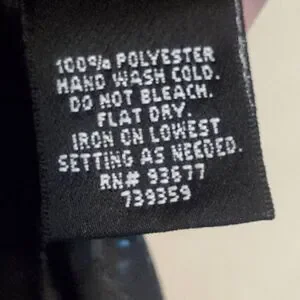 100% POLYESTER
HAND WASH COLD.
DO NOT BLEACH.
FLAT DRY.
IRON ON LOWEST
SETTING AS NEEDED.
RN# 93677
739359